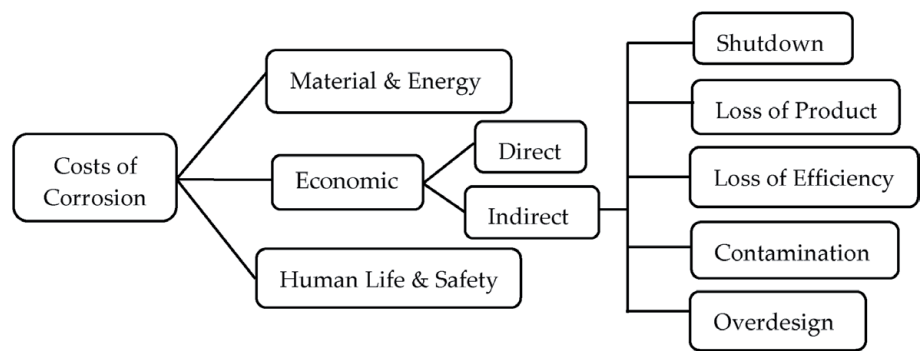 Costs of
Corrosion
Material & Energy
Economic
Human Life & Safety
Direct
Indirect
Shutdown
Loss of Product
Loss of Efficiency
Contamination
Overdesign